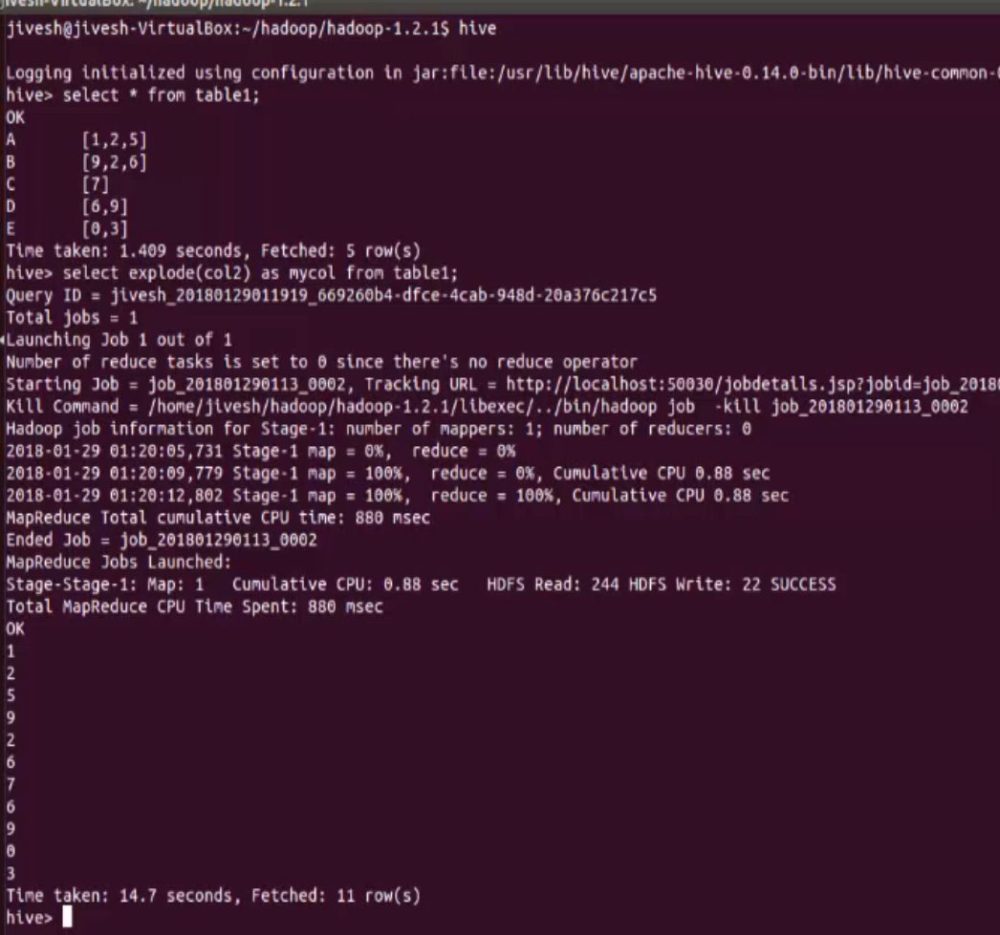 jivesh-VirtualBox: ~/hadoop/hadoop-1.2.1
jivesh@jivesh-VirtualBox:~/hadoop/hadoop-1.2.1$ hive
Logging initialized using configuration in jar:file:/usr/lib/hive/apache-hive-0.14.0-bin/lib/hive-common-0
hive> select * from table1;
OK
A [1,2,5]
B [9,2,6]
C [7]
D [6,9]
E [0,3]
Time taken: 1.409 seconds, Fetched: 5 row(s)
hive> select explode(col2) as mycol from table1;
Query ID = jivesh_20180129011919_669260b4-dfce-4cab-948d-20a376c217c5
Total jobs = 1
Launching Job 1 out of 1
Number of reduce tasks is set to 0 since there's no reduce operator
Starting Job = job_201801290113_0002, Tracking URL = http://localhost:50030/jobdetails.jsp?jobid=job_2018
Kill Command = /home/jivesh/hadoop/hadoop-1.2.1/libexec/../bin/hadoop job -kill job_201801290113_0002
Hadoop job information for Stage-1: number of mappers: 1; number of reducers: 0
2018-01-29 01:20:05,731 Stage-1 map = 0%, reduce = 0%
2018-01-29 01:20:09,779 Stage-1 map = 100%, reduce = 0%, Cumulative CPU 0.88 sec
2018-01-29 01:20:12,802 Stage-1 map = 100%, reduce = 100%, Cumulative CPU 0.88 sec
MapReduce Total cumulative CPU time: 880 msec
Ended Job = job_201801290113_0002
MapReduce Jobs Launched:
Stage-Stage-1: Map: 1 Cumulative CPU: 0.88 sec HDFS Read: 244 HDFS Write: 22 SUCCESS
Total MapReduce CPU Time Spent: 880 msec
OK
1
2
5
9
2
6
7
6
9
0
3
Time taken: 14.7 seconds, Fetched: 11 row(s)
hive>